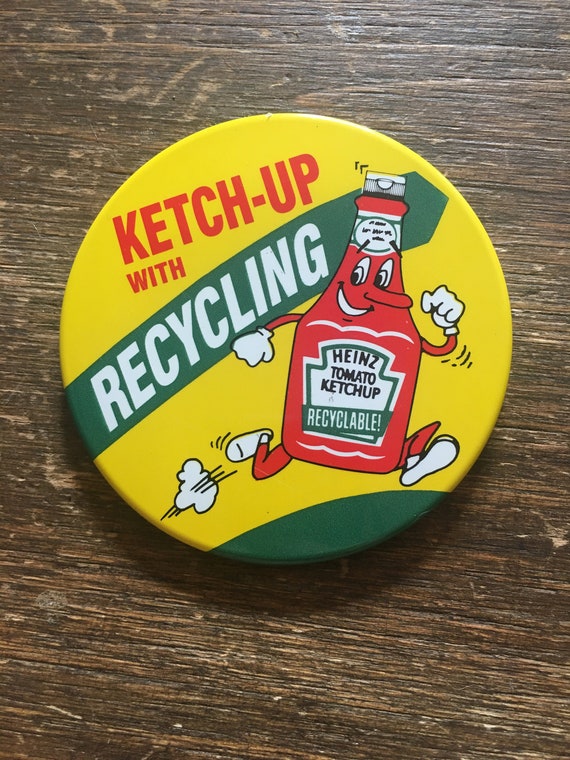 KETCH-UP
WITH
RECYCLING
HEINZ
TOMATO
KETCHUP
RECYCLABLE!